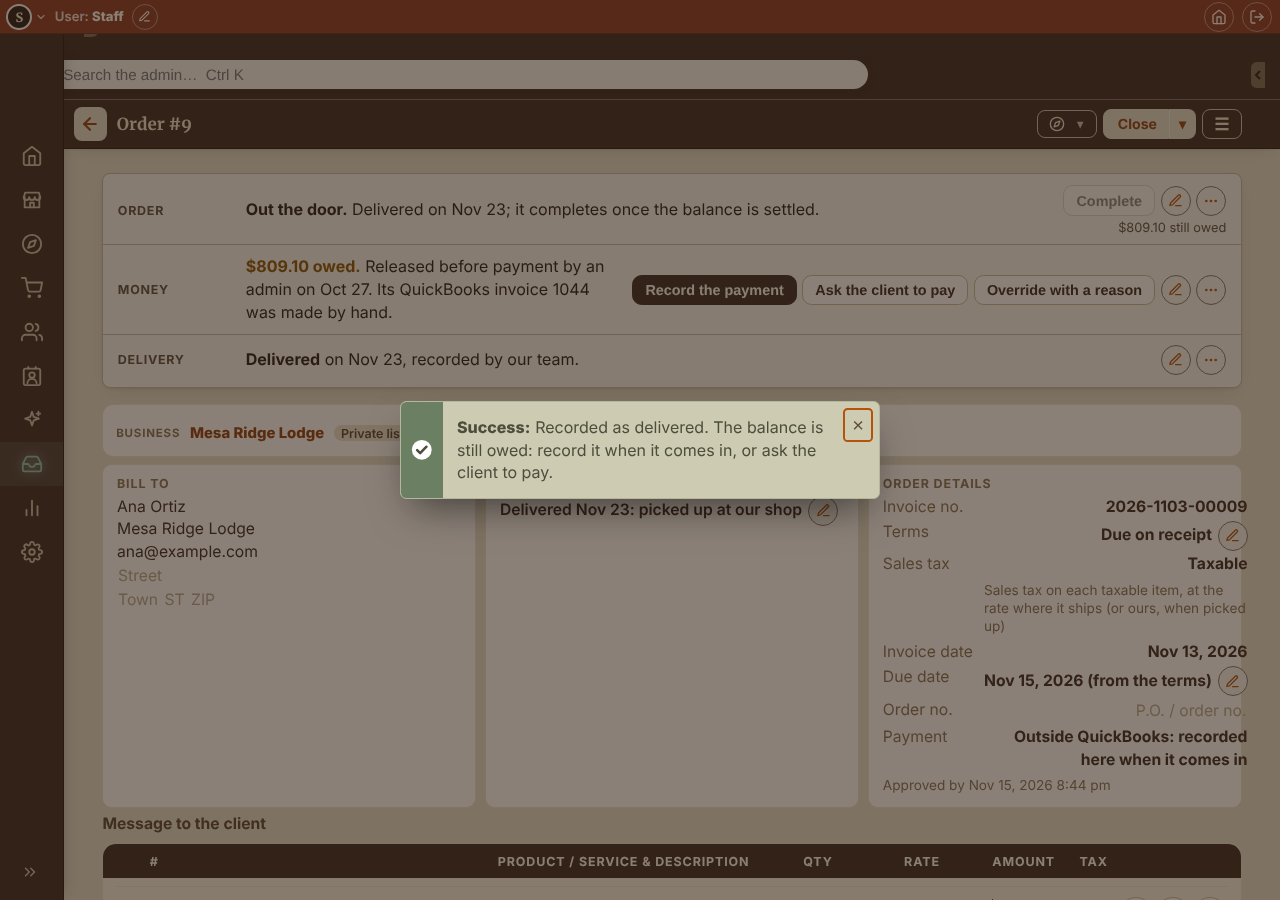 S User: Staff
Search the admin… Ctrl K
Order #9
Close
ORDER
Out the door. Delivered on Nov 23; it completes once the balance is settled.
Complete
$809.10 still owed
MONEY
$809.10 owed. Released before payment by an
admin on Oct 27. Its QuickBooks invoice 1044
was made by hand.
Record the payment
Ask the client to pay
Override with a reason
DELIVERY
Delivered on Nov 23, recorded by our team.
BUSINESS Mesa Ridge Lodge Private lis
Success: Recorded as delivered. The balance is
still owed: record it when it comes in, or ask the
client to pay.
BILL TO
Ana Ortiz
Mesa Ridge Lodge
ana@example.com
Street
Town ST ZIP
Delivered Nov 23: picked up at our shop
ORDER DETAILS
Invoice no. 2026-1103-00009
Terms Due on receipt
Sales tax Taxable
Sales tax on each taxable item, at the
rate where it ships (or ours, when picked
up)
Invoice date Nov 13, 2026
Due date Nov 15, 2026 (from the terms)
Order no. P.O. / order no.
Payment Outside QuickBooks: recorded
here when it comes in
Approved by Nov 15, 2026 8:44 pm
Message to the client
# PRODUCT / SERVICE & DESCRIPTION QTY RATE AMOUNT TAX